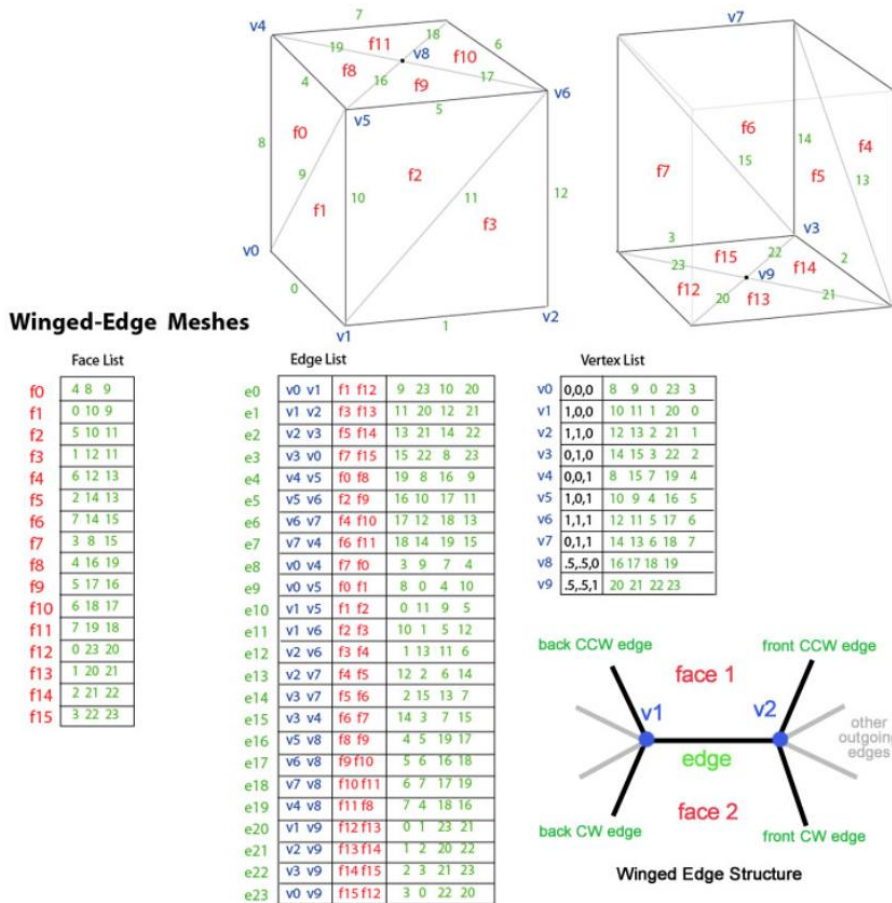 7
v4
18
19
f11
v8
6
f8
f10
4
16
f9
17
v6
v5
5
f0
8
f2
9
10
11
12
f1
f3
v0
0
v2
v1
1
v7
f6
14
f4
f7
15
f5
13
v3
3
22
2
f15
f14
23
v9
f12
20
f13
21
Winged-Edge Meshes
Face List
f0 4 8 9
f1 0 10 9
f2 5 10 11
f3 1 12 11
f4 6 12 13
f5 2 14 13
f6 7 14 15
f7 3 8 15
f8 4 16 19
f9 5 17 16
f10 6 18 17
f11 7 19 18
f12 0 23 20
f13 1 20 21
f14 2 21 22
f15 3 22 23
Edge List
e0 v0 v1 f1 f12 9 23 10 20
e1 v1 v2 f3 f13 11 20 12 21
e2 v2 v3 f5 f14 13 21 14 22
e3 v3 v0 f7 f15 15 22 8 23
e4 v4 v5 f0 f8 19 8 16 9
e5 v5 v6 f2 f9 16 10 17 11
e6 v6 v7 f4 f10 17 12 18 13
e7 v7 v4 f6 f11 18 14 19 15
e8 v0 v4 f7 f0 3 9 7 4
e9 v0 v5 f0 f1 8 0 4 10
e10 v1 v5 f1 f2 0 11 9 5
e11 v1 v6 f2 f3 10 1 5 12
e12 v2 v6 f3 f4 1 13 11 6
e13 v2 v7 f4 f5 12 2 6 14
e14 v3 v7 f5 f6 2 15 13 7
e15 v3 v4 f6 f7 14 3 7 15
e16 v5 v8 f8 f9 4 5 19 17
e17 v6 v8 f9 f10 5 6 16 18
e18 v7 v8 f10 f11 6 7 17 19
e19 v4 v8 f11 f8 7 4 18 16
e20 v1 v9 f12 f13 0 1 23 21
e21 v2 v9 f13 f14 1 2 20 22
e22 v3 v9 f14 f15 2 3 21 23
e23 v0 v9 f15 f12 3 0 22 20
Vertex List
v0 0,0,0 8 9 0 23 3
v1 1,0,0 10 11 1 20 0
v2 1,1,0 12 13 2 21 1
v3 0,1,0 14 15 3 22 2
v4 0,0,1 8 15 7 19 4
v5 1,0,1 10 9 4 16 5
v6 1,1,1 12 11 5 17 6
v7 0,1,1 14 13 6 18 7
v8 .5,.5,0 16 17 18 19
v9 .5,.5,1 20 21 22 23
back CCW edge
front CCW edge
face 1
v1
v2
other
outgoing
edges
edge
face 2
back CW edge
front CW edge
Winged Edge Structure